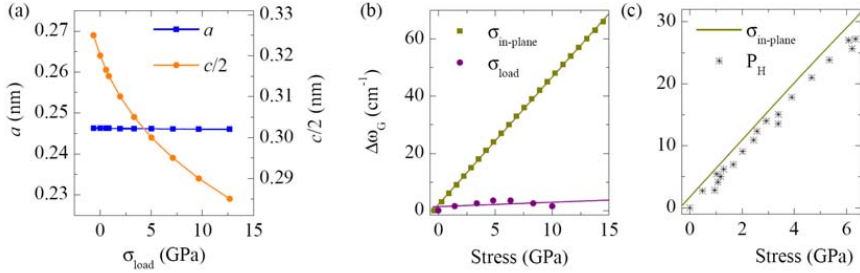 (a)
0.27
0.26
0.25
0.24
0.23
a (nm)
a
c/2
0.33
0.32
0.31
0.30
0.29
c/2 (nm)
0 5 10 15
σload (GPa)
(b)
60
40
20
0
ΔωG (cm⁻¹)
σin-plane
σload
0 5 10 15
Stress (GPa)
(c)
30
20
10
0
σin-plane
PH
0 2 4 6
Stress (GPa)